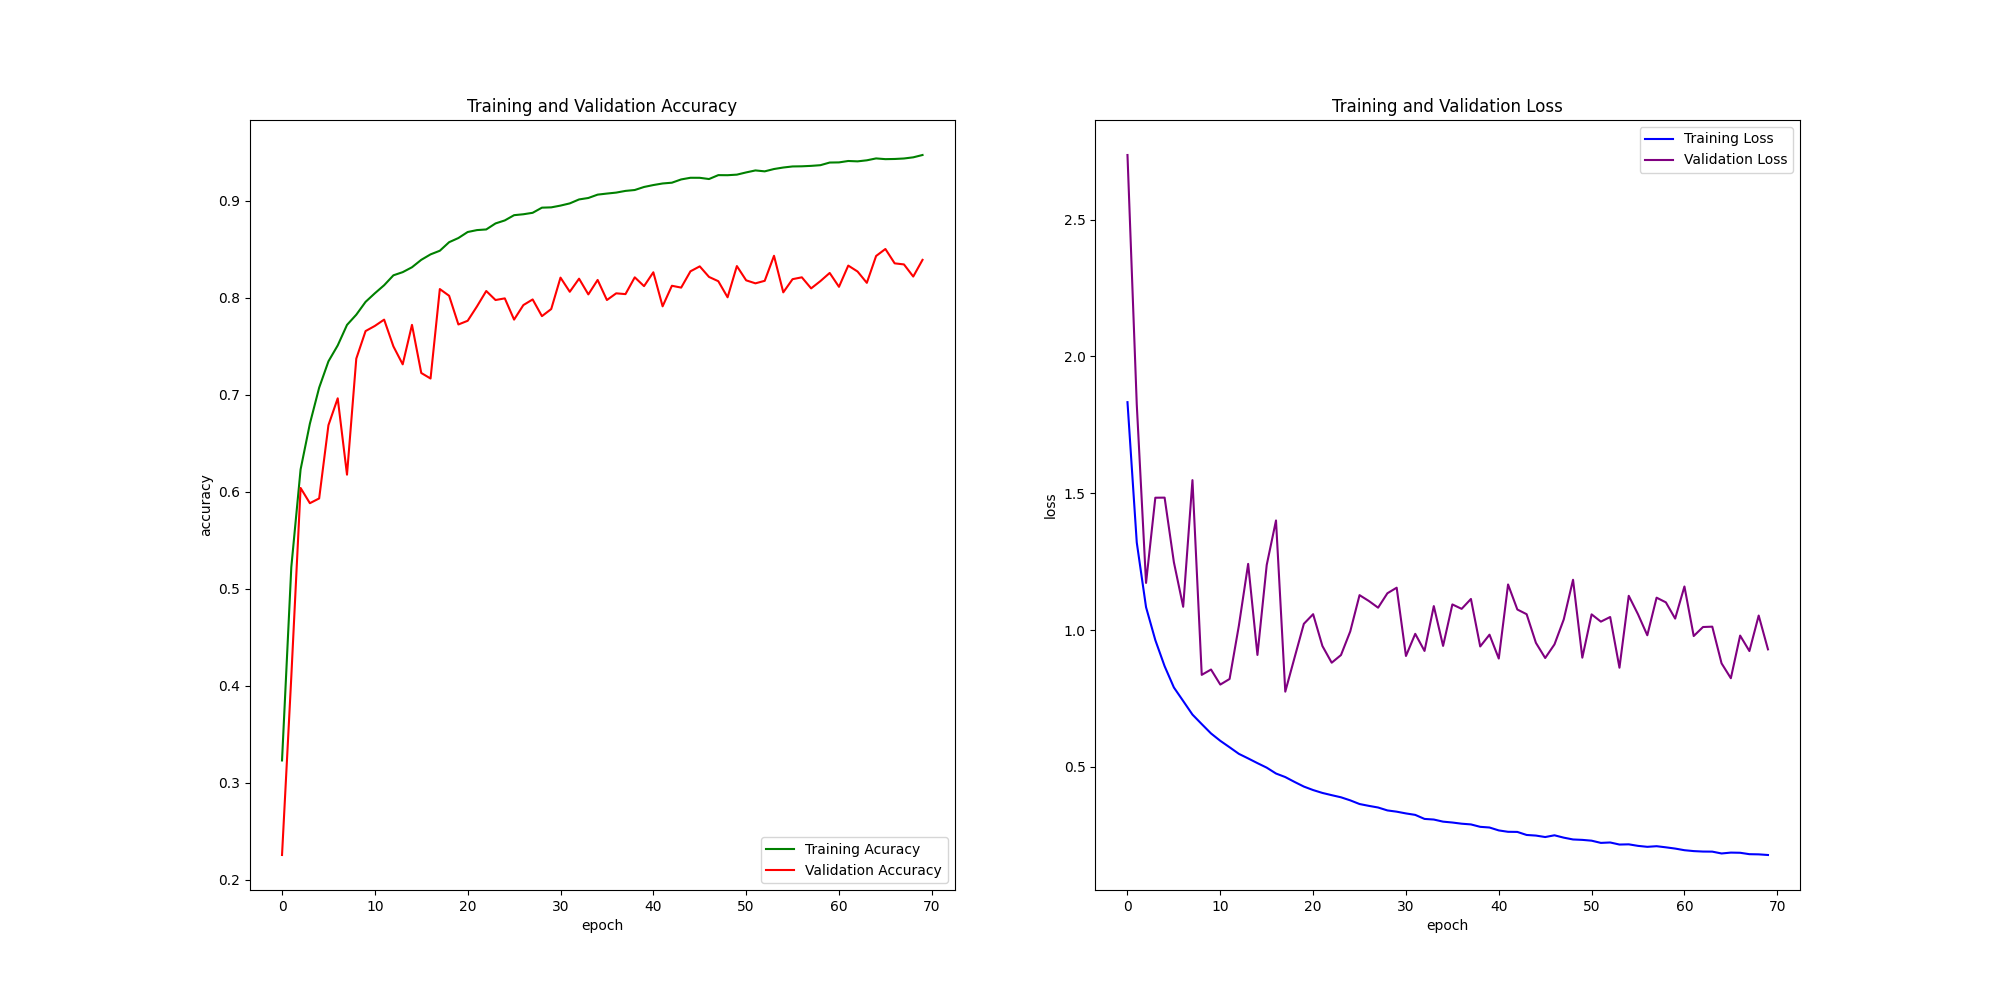 Training and Validation Accuracy
accuracy
0.9
0.8
0.7
0.6
0.5
0.4
0.3
0.2
Training Acuracy
Validation Accuracy
0 10 20 30 40 50 60 70
epoch
Training and Validation Loss
loss
2.5
2.0
1.5
1.0
0.5
Training Loss
Validation Loss
0 10 20 30 40 50 60 70
epoch